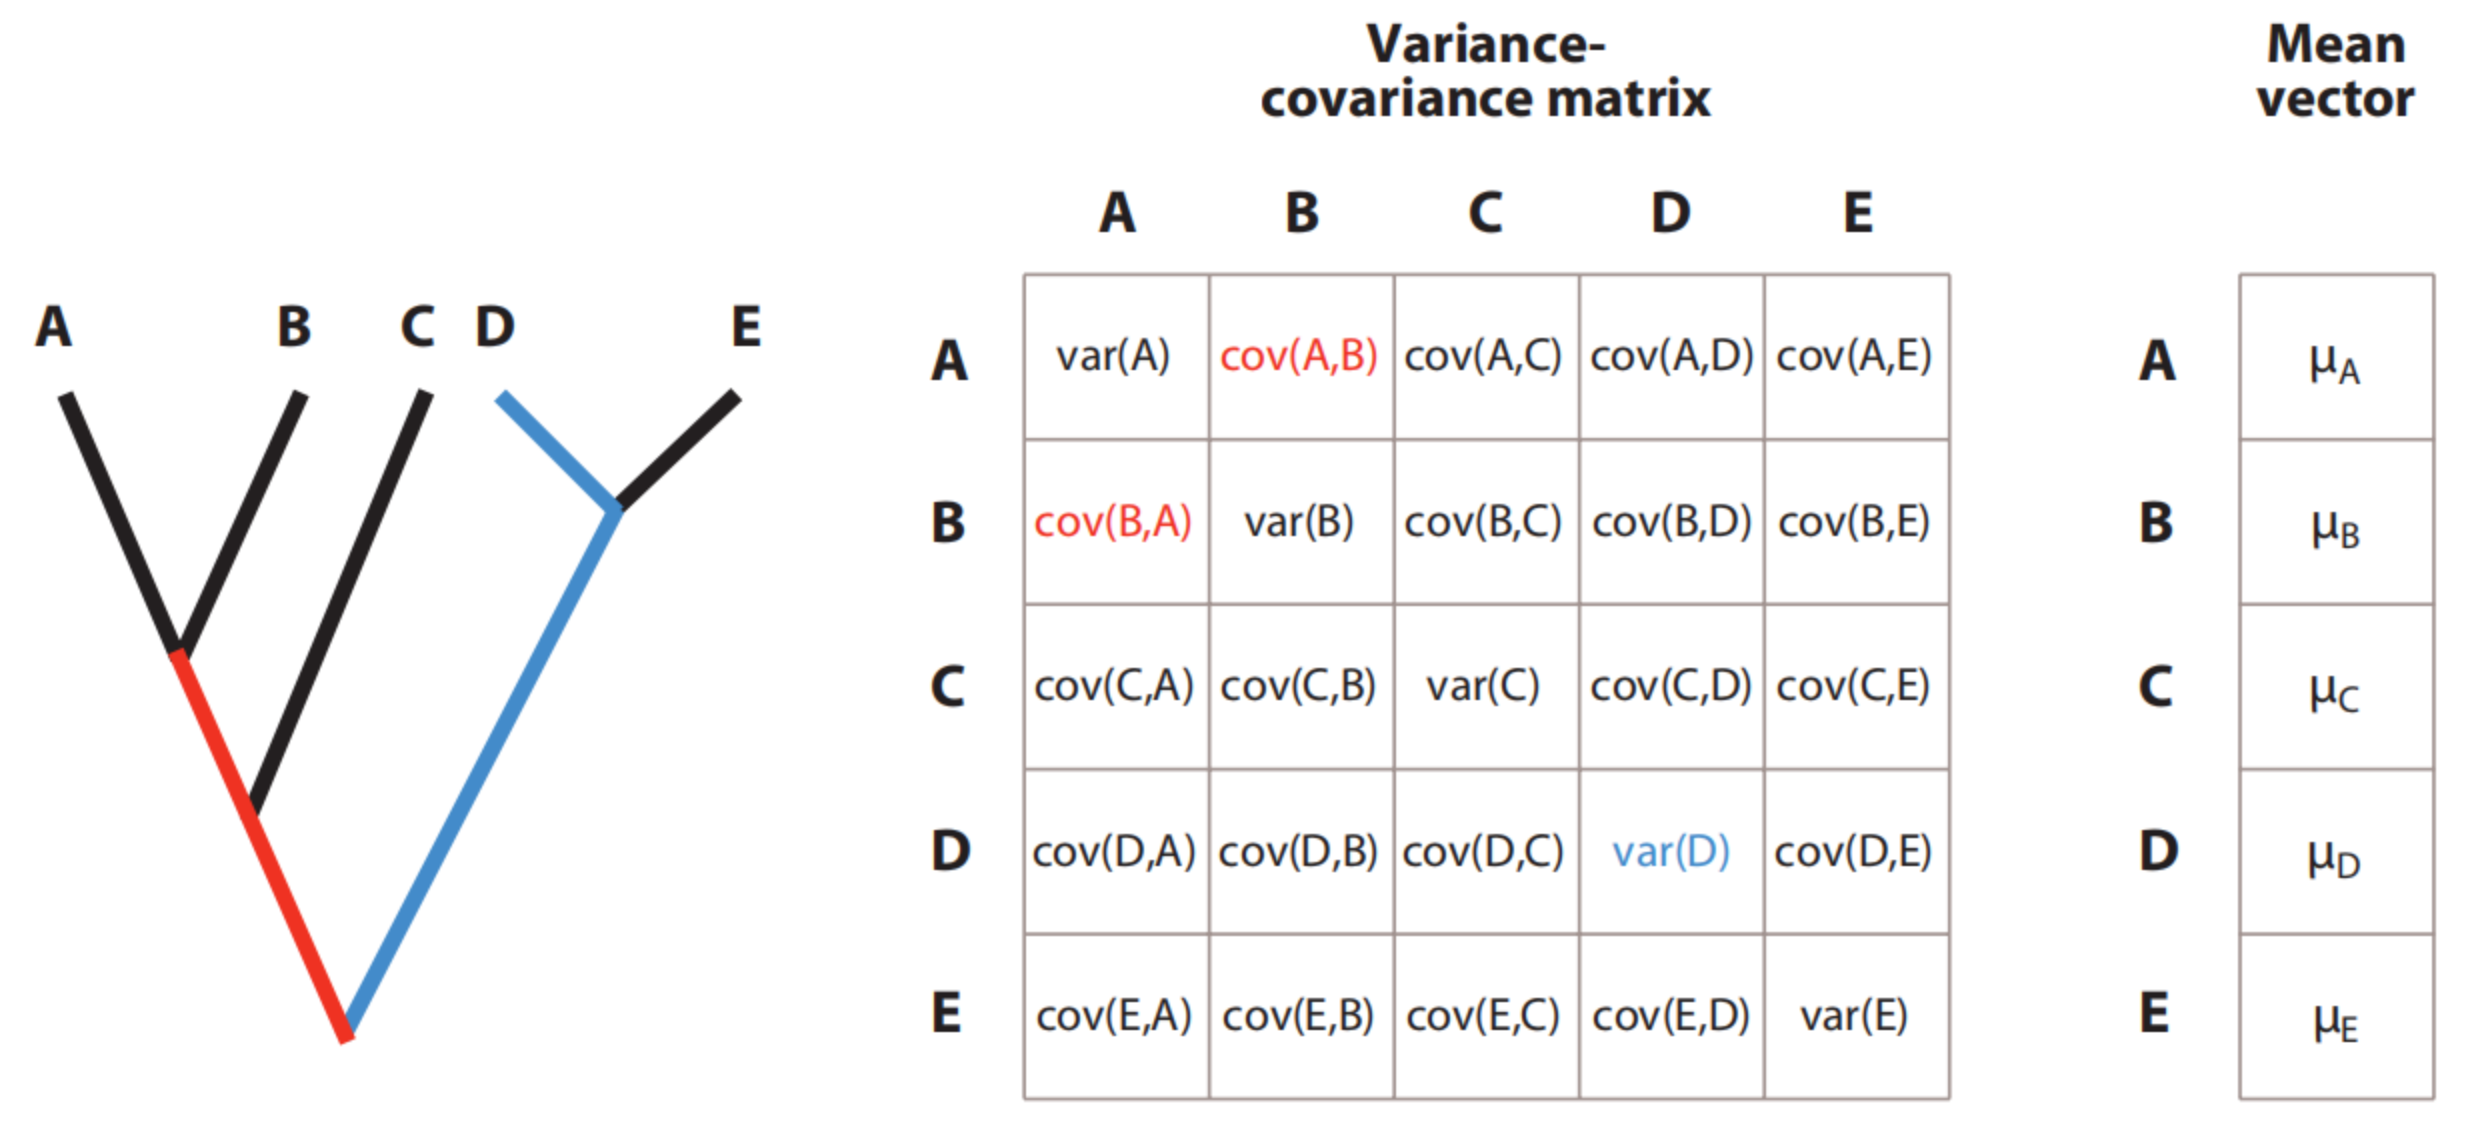 Variance-
covariance matrix
Mean
vector
A B C D E
A B C D E
A var(A) cov(A,B) cov(A,C) cov(A,D) cov(A,E) A μA
B cov(B,A) var(B) cov(B,C) cov(B,D) cov(B,E) B μB
C cov(C,A) cov(C,B) var(C) cov(C,D) cov(C,E) C μC
D cov(D,A) cov(D,B) cov(D,C) var(D) cov(D,E) D μD
E cov(E,A) cov(E,B) cov(E,C) cov(E,D) var(E) E μE